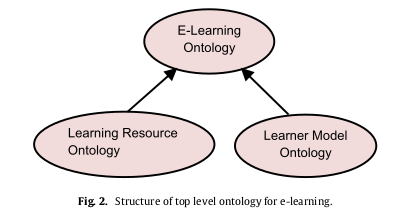 E-Learning
Ontology
Learning Resource
Ontology
Learner Model
Ontology
Fig. 2. Structure of top level ontology for e-learning.